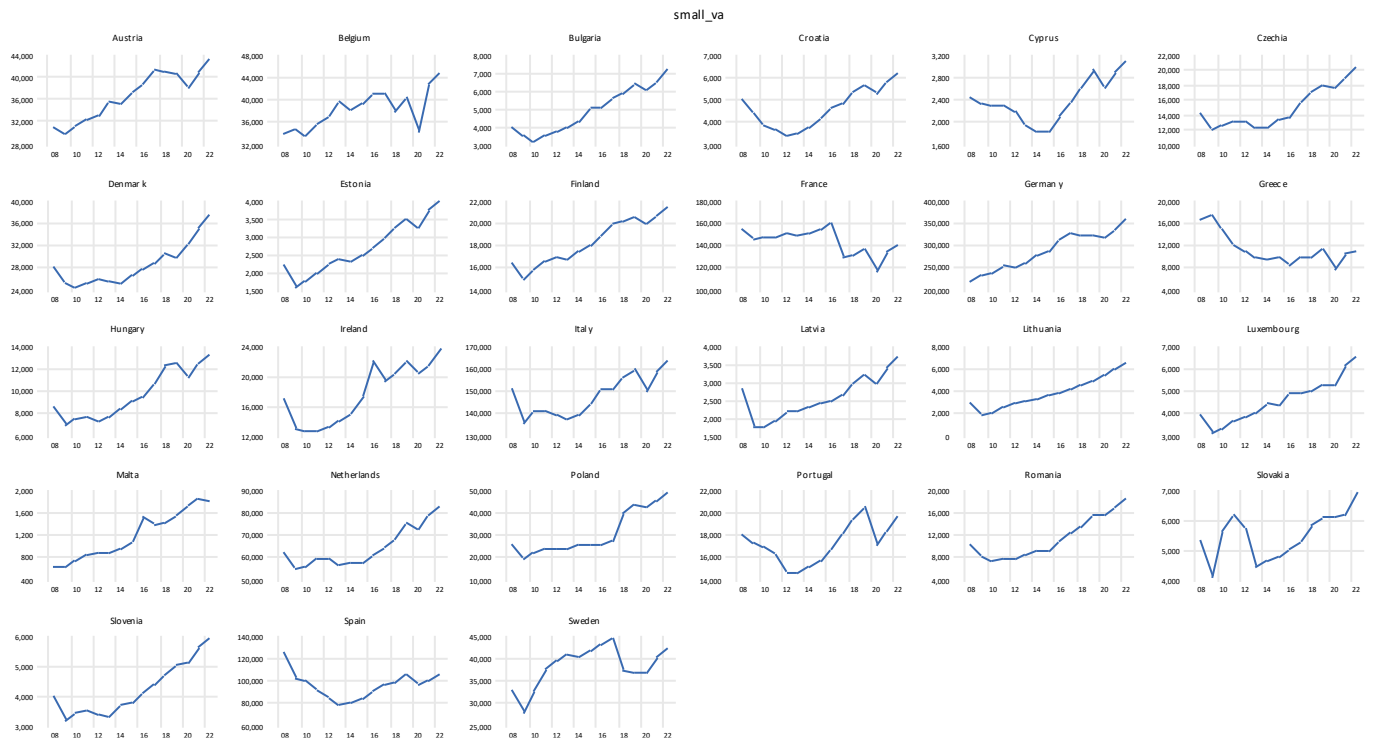 small_va
Austria Belgium Bulgaria Croatia Cyprus Czechia
44,000 48,000 8,000 7,000 3,200 22,000
7,000 20,000
40,000 44,000 6,000 2,800 18,000
6,000
36,000 40,000 5,000 2,400 16,000
5,000 14,000
32,000 36,000 4,000 4,000 2,000 12,000
28,000 32,000 3,000 3,000 1,600 10,000
08 10 12 14 16 18 20 22 08 10 12 14 16 18 20 22 08 10 12 14 16 18 20 22 08 10 12 14 16 18 20 22 08 10 12 14 16 18 20 22 08 10 12 14 16 18 20 22
Denmark Estonia Finland France Germany Greece
40,000 4,000 22,000 180,000 400,000 20,000
36,000 3,500 20,000 160,000 350,000 16,000
3,000
32,000 18,000 140,000 300,000 12,000
2,500
28,000 2,000 16,000 120,000 250,000 8,000
24,000 1,500 14,000 100,000 200,000 4,000
08 10 12 14 16 18 20 22 08 10 12 14 16 18 20 22 08 10 12 14 16 18 20 22 08 10 12 14 16 18 20 22 08 10 12 14 16 18 20 22 08 10 12 14 16 18 20 22
Hungary Ireland Italy Latvia Lithuania Luxembourg
14,000 24,000 170,000 4,000 8,000 7,000
12,000 160,000 3,500 6,000 6,000
20,000 3,000
10,000 150,000 4,000 5,000
16,000 2,500
8,000 140,000 2,000 2,000 4,000
6,000 12,000 130,000 1,500 0 3,000
08 10 12 14 16 18 20 22 08 10 12 14 16 18 20 22 08 10 12 14 16 18 20 22 08 10 12 14 16 18 20 22 08 10 12 14 16 18 20 22 08 10 12 14 16 18 20 22
Malta Netherlands Poland Portugal Romania Slovakia
2,000 90,000 50,000 22,000 20,000 7,000
1,600 80,000 40,000 20,000 16,000 6,000
1,200 70,000 30,000 18,000 12,000
5,000
800 60,000 20,000 16,000 8,000
400 50,000 10,000 14,000 4,000 4,000
08 10 12 14 16 18 20 22 08 10 12 14 16 18 20 22 08 10 12 14 16 18 20 22 08 10 12 14 16 18 20 22 08 10 12 14 16 18 20 22 08 10 12 14 16 18 20 22
Slovenia Spain Sweden
6,000 140,000 45,000
120,000 40,000
5,000
100,000 35,000
4,000
80,000 30,000
3,000 60,000 25,000
08 10 12 14 16 18 20 22 08 10 12 14 16 18 20 22 08 10 12 14 16 18 20 22